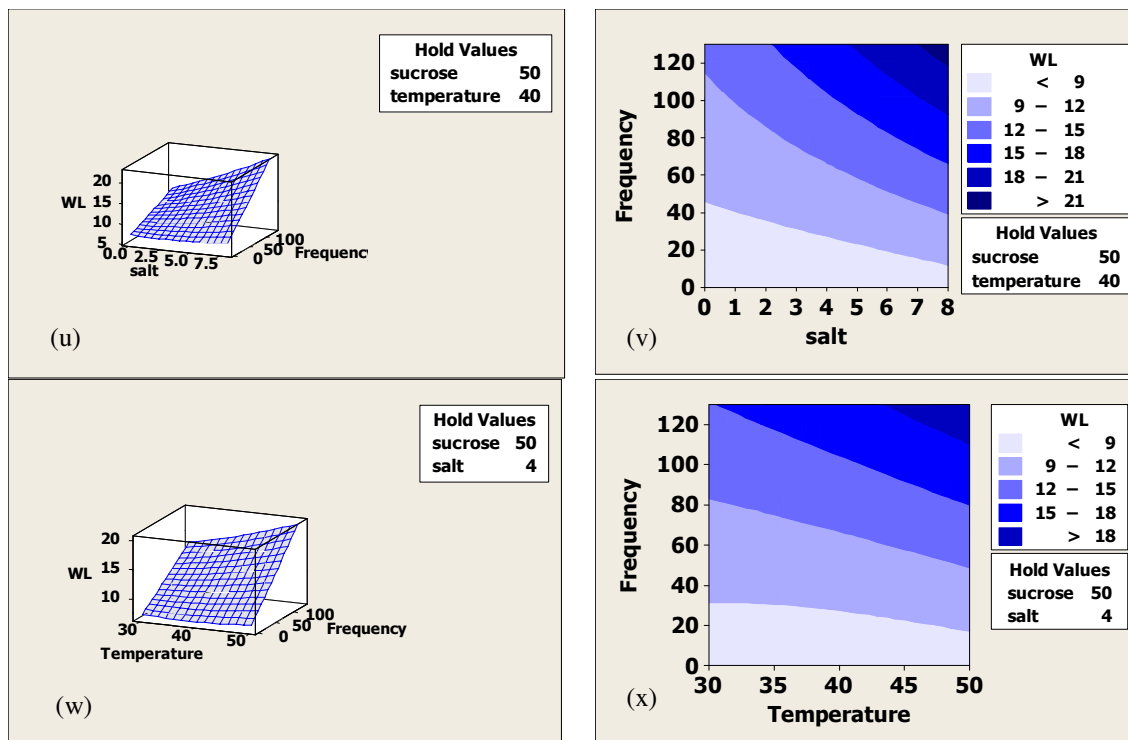 Hold Values
sucrose 50
temperature 40
20
15
WL
10
5
0.0 2.5 5.0 7.5
salt
0 50 100
Frequency
(u)
120
100
80
60
40
20
0
Frequency
0 1 2 3 4 5 6 7 8
salt
WL
< 9
9 – 12
12 – 15
15 – 18
18 – 21
> 21
Hold Values
sucrose 50
temperature 40
(v)
Hold Values
sucrose 50
salt 4
20
15
WL
10
30 40 50
Temperature
0 50 100
Frequency
(w)
120
100
80
60
40
20
0
Frequency
30 35 40 45 50
Temperature
WL
< 9
9 – 12
12 – 15
15 – 18
> 18
Hold Values
sucrose 50
salt 4
(x)